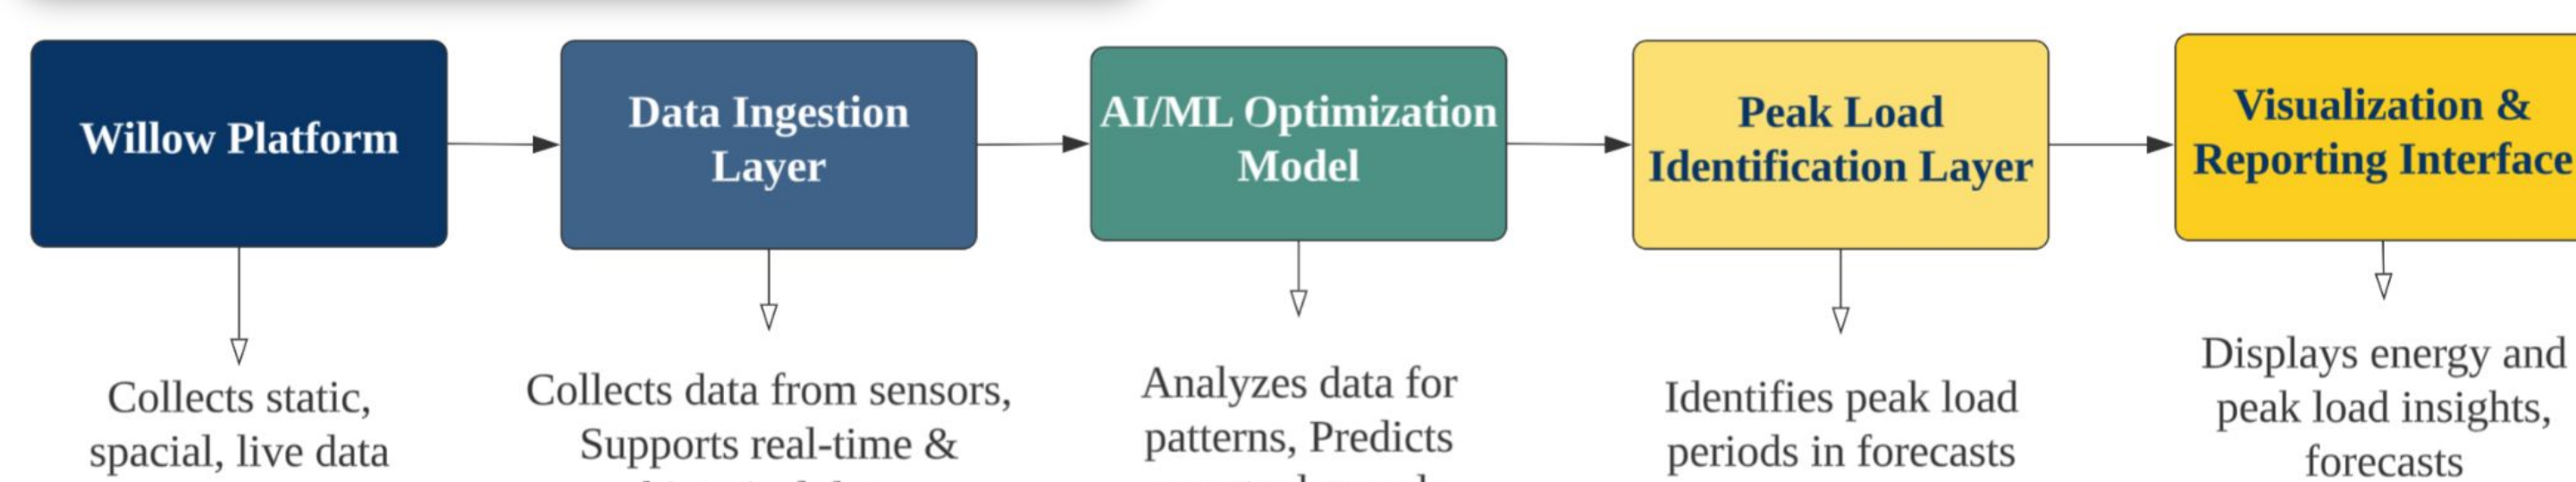 Willow Platform
Data Ingestion
Layer
AI/ML Optimization
Model
Peak Load
Identification Layer
Visualization &
Reporting Interface
Collects static,
spacial, live data
Collects data from sensors,
Supports real-time &
Analyzes data for
patterns, Predicts
Identifies peak load
periods in forecasts
Displays energy and
peak load insights,
forecasts